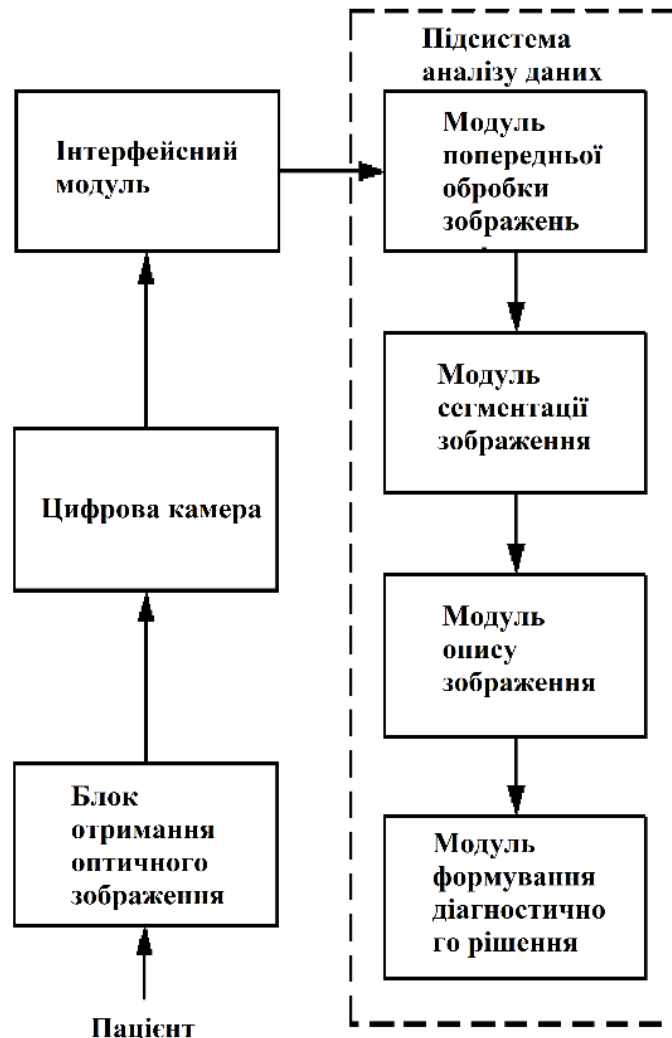 Підсистема
аналізу даних
Інтерфейсний
модуль
Модуль
попередньої
обробки
зображень
Модуль
сегментації
зображення
Цифрова камера
Модуль
опису
зображення
Блок
отримання
оптичного
зображення
Модуль
формування
діагностично
го рішення
Пацієнт